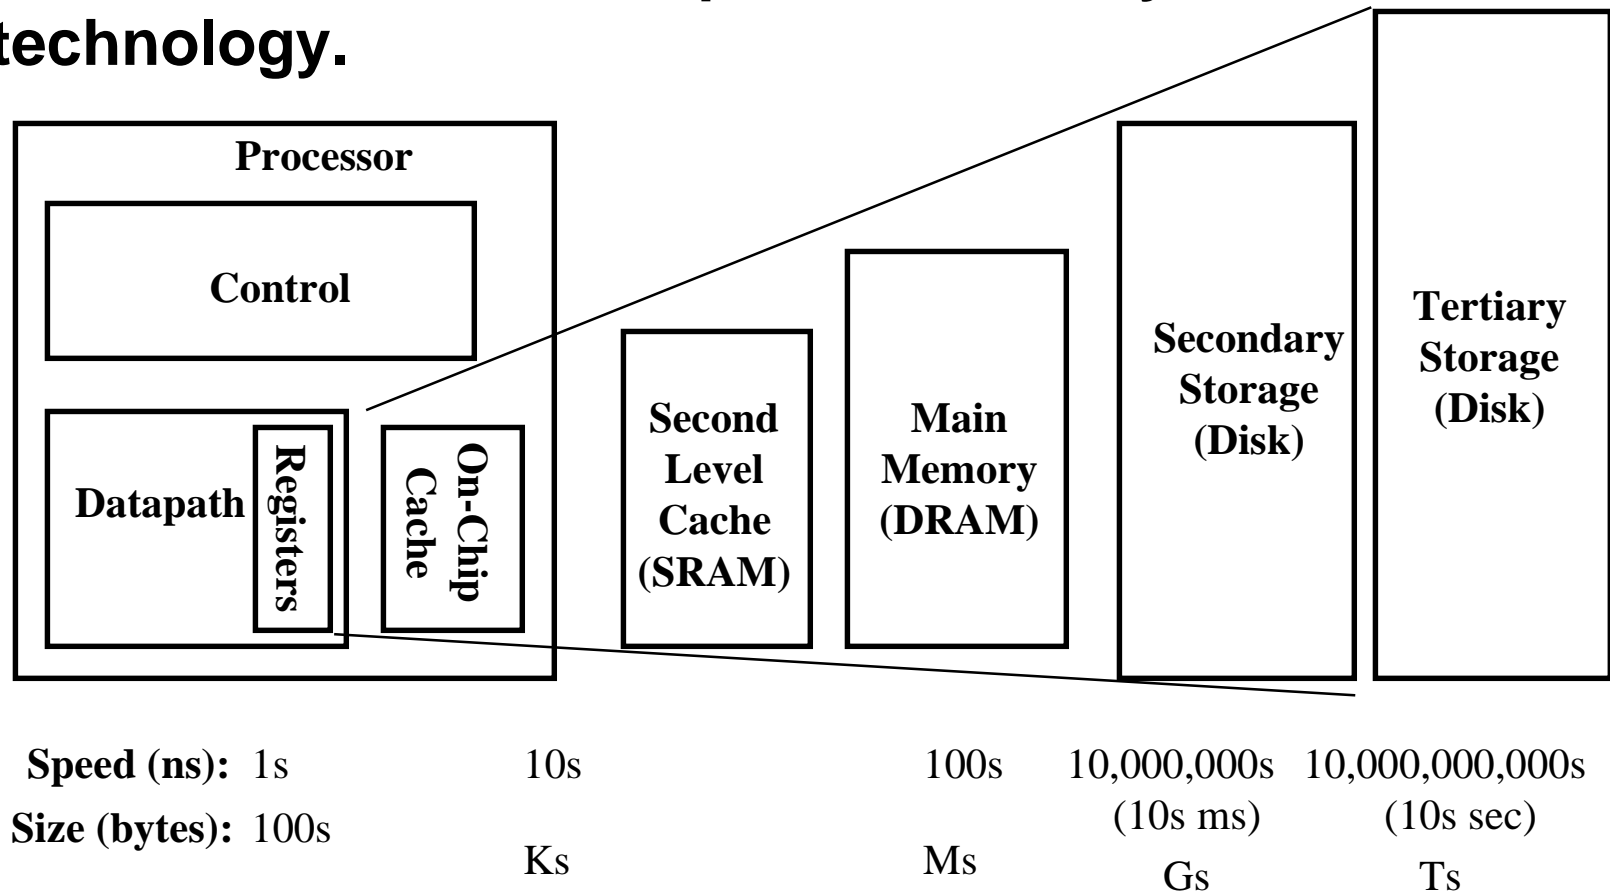 technology.
Processor
Control
Datapath
Registers
On-Chip
Cache
Second
Level
Cache
(SRAM)
Main
Memory
(DRAM)
Secondary
Storage
(Disk)
Tertiary
Storage
(Disk)
Speed (ns): 1s 10s 100s 10,000,000s 10,000,000,000s
(10s ms) (10s sec)
Size (bytes): 100s
Ks Ms Gs Ts